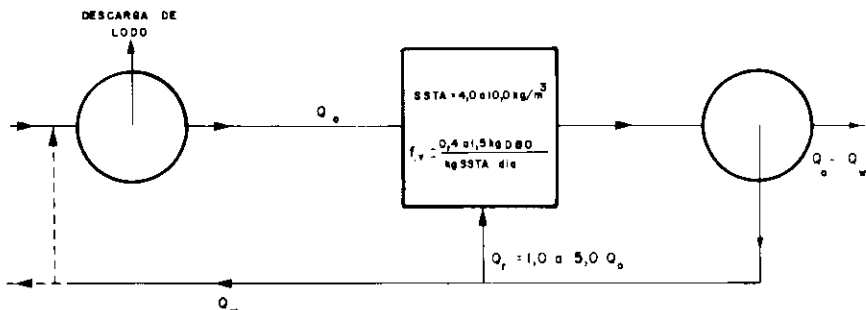 DESCARGA DE
LODO
Q o
SSTA = 4,0 a 10,0 kg/m³
f/v = 0,4 a 1,5 kg DBO
kg SSTA dia
Q o - Q w
Q r = 1,0 a 5,0 Q o
Q